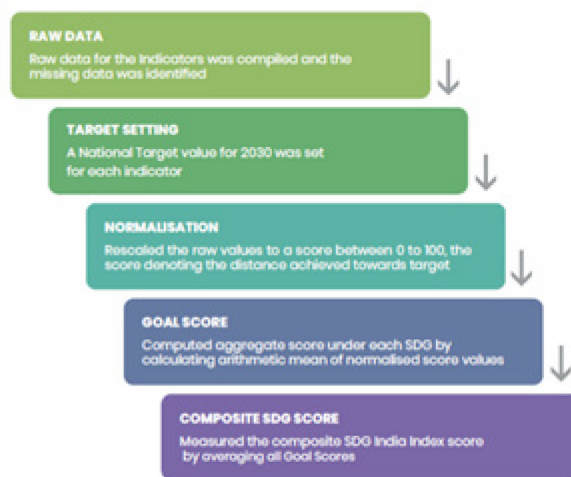 RAW DATA
Raw data for the Indicators was compiled and the
missing data was identified
TARGET SETTING
A National Target value for 2030 was set
for each indicator
NORMALISATION
Rescaled the raw values to a score between 0 to 100, the
score denoting the distance achieved towards target
GOAL SCORE
Computed aggregate score under each SDG by
calculating arithmetic mean of normalised score values
COMPOSITE SDG SCORE
Measured the composite SDG India Index score
by averaging all Goal Scores